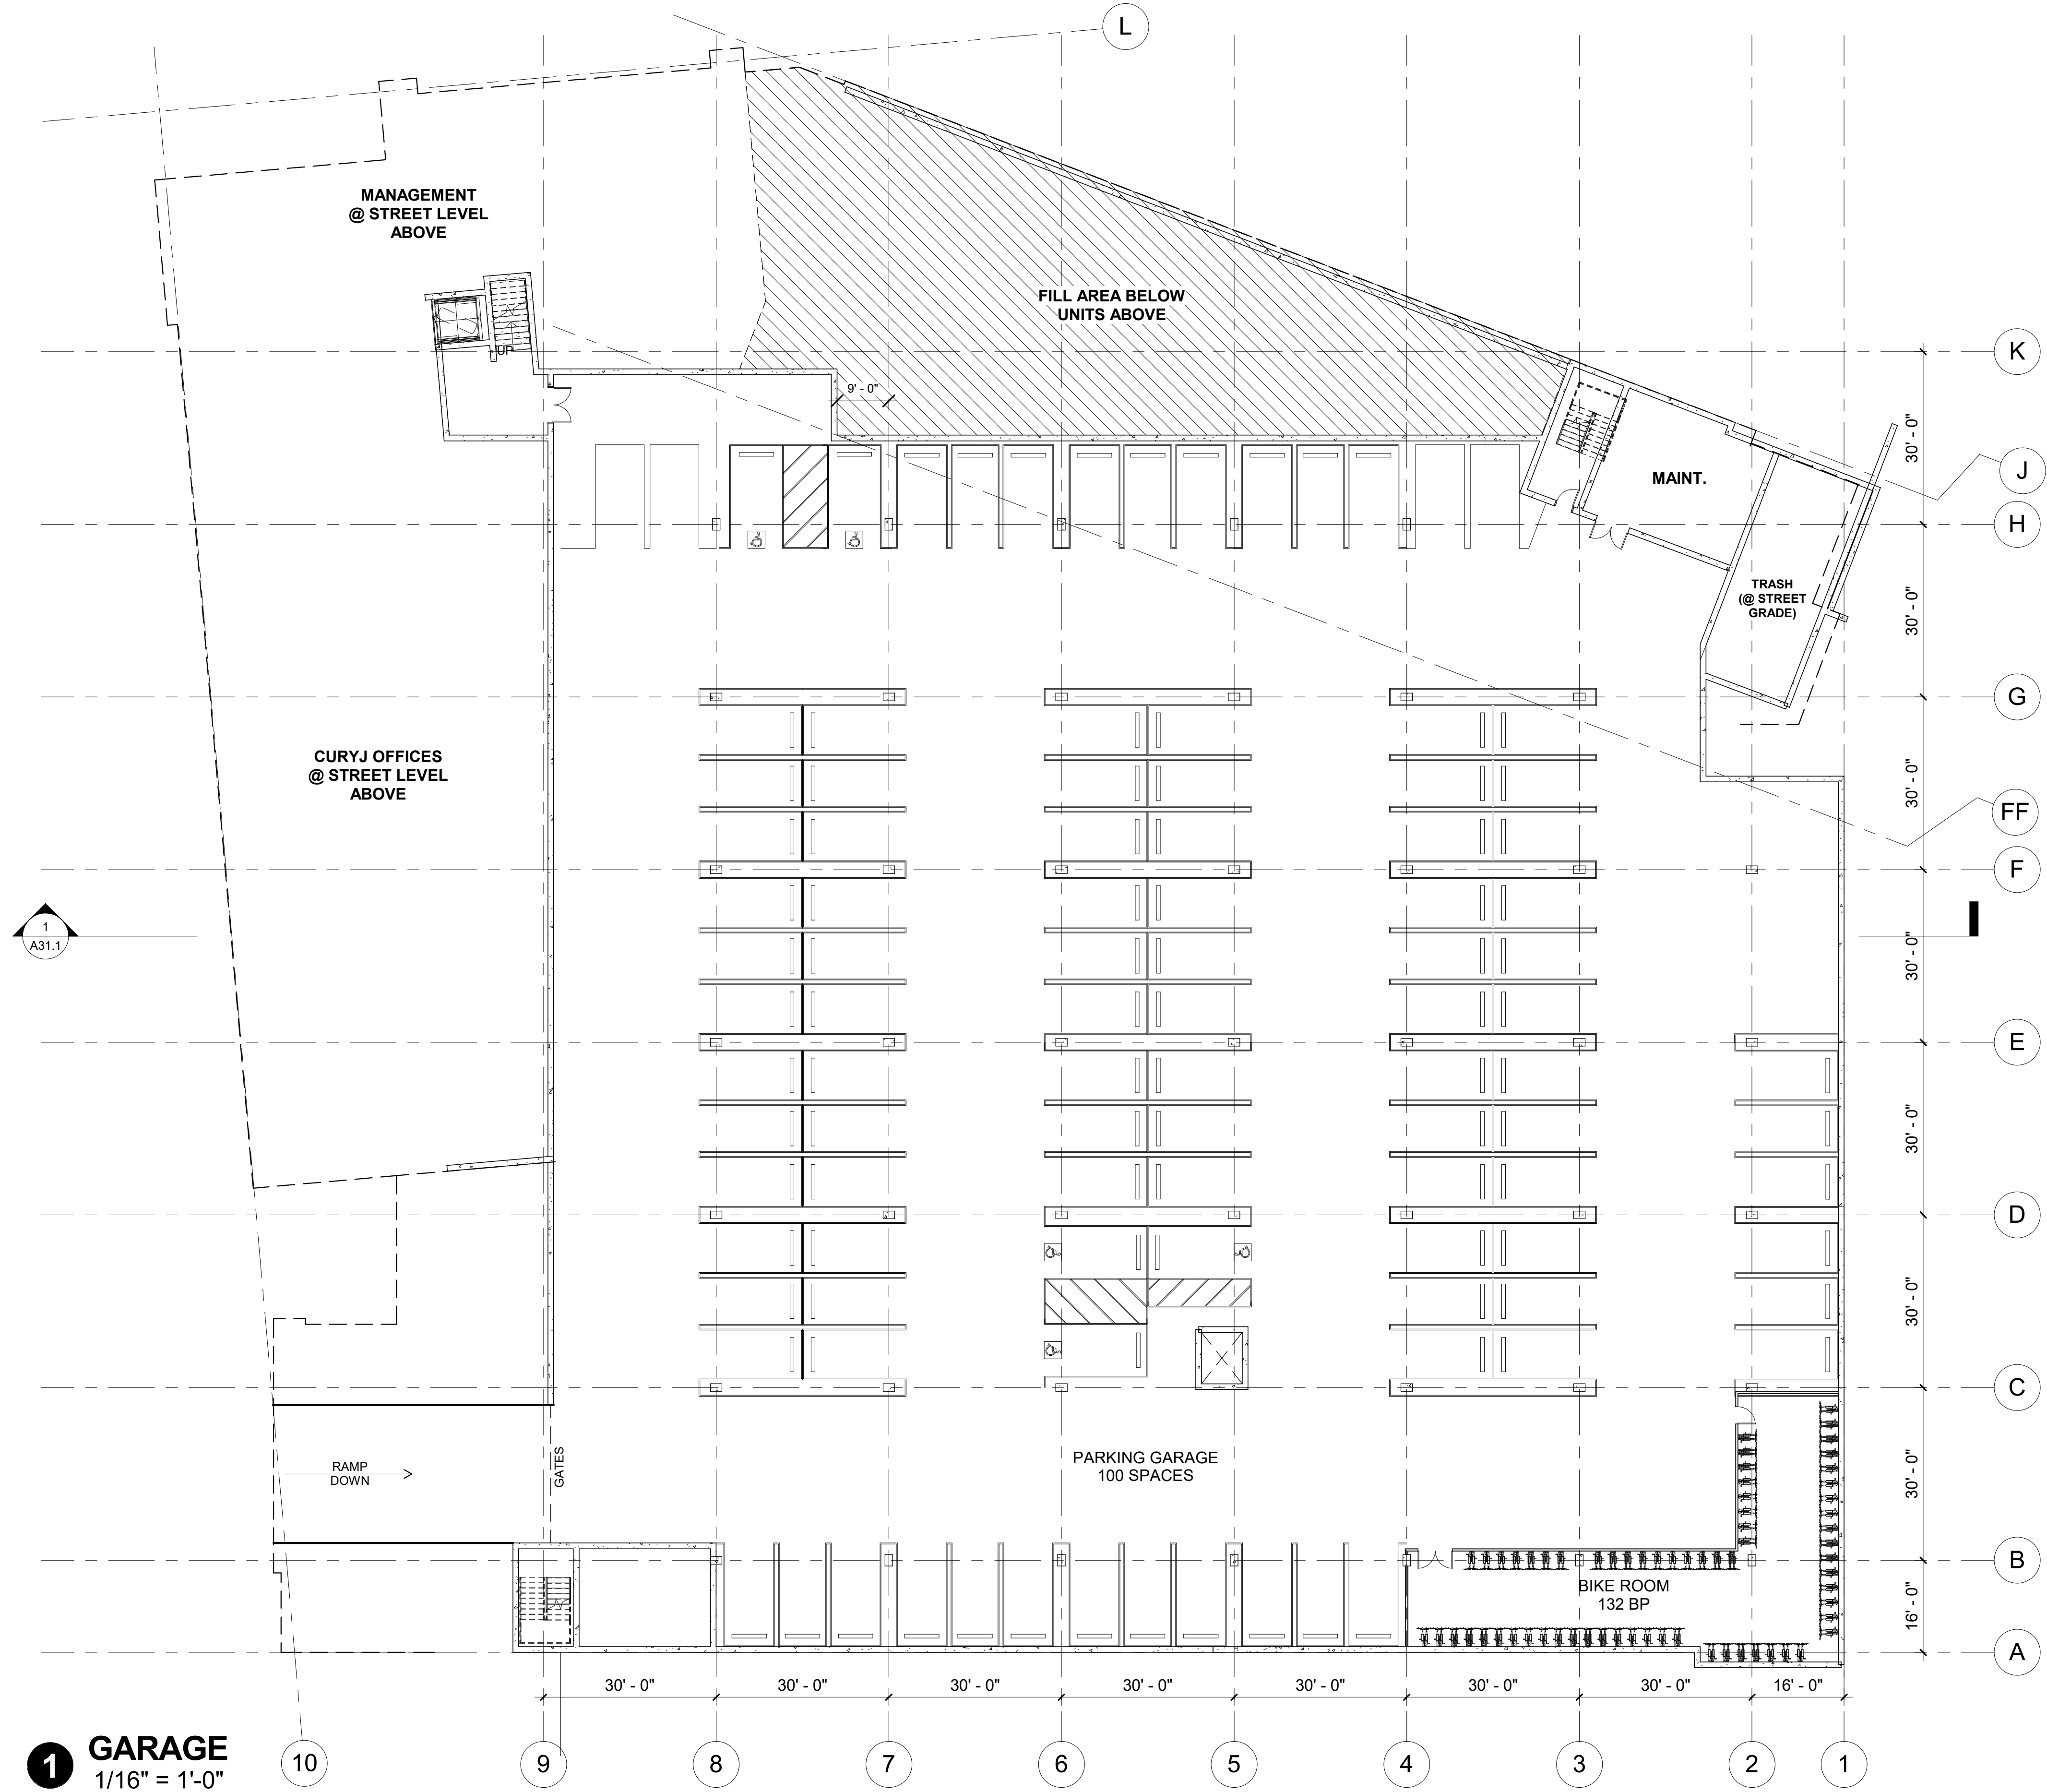 L
MANAGEMENT
@ STREET LEVEL
ABOVE
FILL AREA BELOW
UNITS ABOVE
UP
K
9' - 0"
30' - 0"
J
MAINT.
H
TRASH
(@ STREET
GRADE)
30' - 0"
G
CURYJ OFFICES
@ STREET LEVEL
ABOVE
30' - 0"
FF
F
1
A31.1
30' - 0"
E
30' - 0"
D
30' - 0"
C
RAMP
DOWN
GATES
PARKING GARAGE
100 SPACES
30' - 0"
B
BIKE ROOM
132 BP
16' - 0"
A
30' - 0"
30' - 0"
30' - 0"
30' - 0"
30' - 0"
30' - 0"
30' - 0"
16' - 0"
1
GARAGE
1/16" = 1'-0"
10
9
8
7
6
5
4
3
2
1